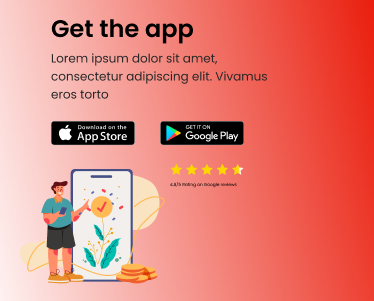 Get the app
Lorem ipsum dolor sit amet,
consectetur adipiscing elit. Vivamus
eros torto
Download on the
App Store
GET IT ON
Google Play
4.8/5 Rating on Google reviews